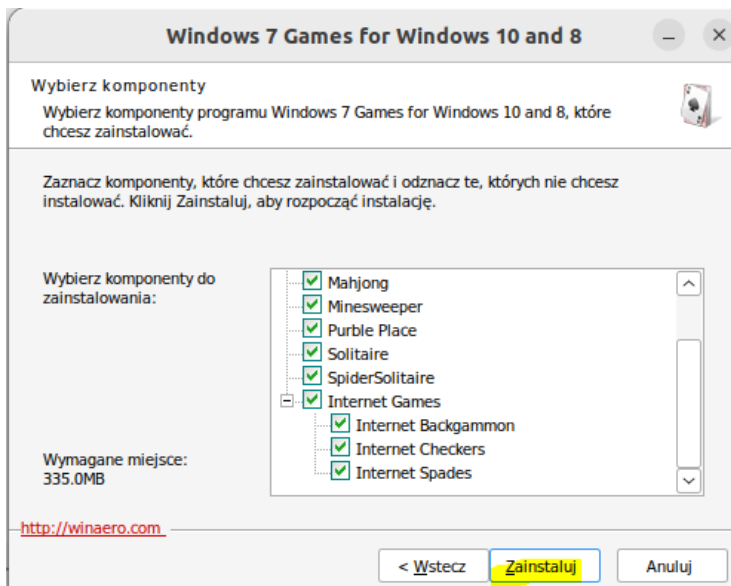 Windows 7 Games for Windows 10 and 8
Wybierz komponenty
Wybierz komponenty programu Windows 7 Games for Windows 10 and 8, które
chcesz zainstalować.
Zaznacz komponenty, które chcesz zainstalować i odznacz te, których nie chcesz
instalować. Kliknij Zainstaluj, aby rozpocząć instalację.
Wybierz komponenty do
zainstalowania:
Mahjong
Minesweeper
Purble Place
Solitaire
SpiderSolitaire
Internet Games
Internet Backgammon
Internet Checkers
Internet Spades
Wymagane miejsce:
335.0MB
http://winaero.com
< Wstecz
Zainstaluj
Anuluj